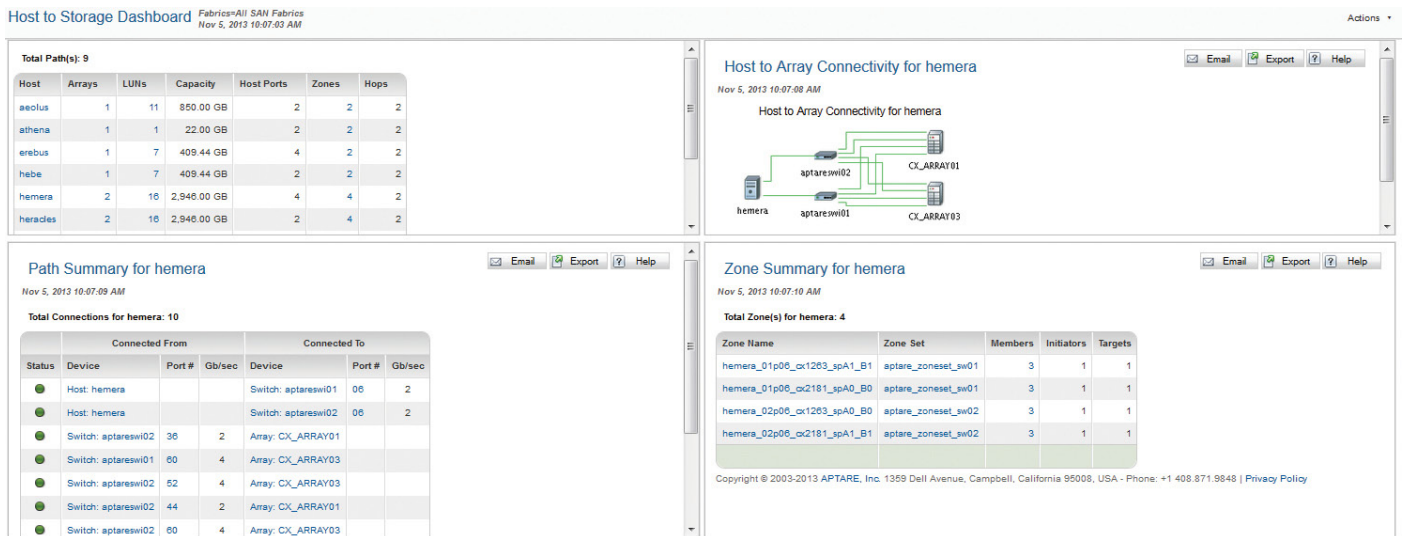 Host to Storage Dashboard Fabrics=All SAN Fabrics
Nov 5, 2013 10:07:03 AM
Actions
Total Path(s): 9
Host Arrays LUNs Capacity Host Ports Zones Hops
aeolus 1 11 850.00 GB 2 2 2
athena 1 1 22.00 GB 2 2 2
erebus 1 7 409.44 GB 4 2 2
hebe 1 7 409.44 GB 2 2 2
hemera 2 16 2,946.00 GB 4 4 2
heracles 2 16 2,946.00 GB 2 4 2
Email Export ? Help
Host to Array Connectivity for hemera
Nov 5, 2013 10:07:08 AM
Host to Array Connectivity for hemera
aptareswi02
CX_ARRAY01
hemera
aptareswi01
CX_ARRAY03
Email Export ? Help
Path Summary for hemera
Nov 5, 2013 10:07:09 AM
Total Connections for hemera: 10
Connected From Connected To
Status Device Port # Gb/sec Device Port # Gb/sec
Host: hemera Switch: aptareswi01 06 2
Host: hemera Switch: aptareswi02 06 2
Switch: aptareswi02 36 2 Array: CX_ARRAY01
Switch: aptareswi01 60 4 Array: CX_ARRAY03
Switch: aptareswi02 52 4 Array: CX_ARRAY03
Switch: aptareswi02 44 2 Array: CX_ARRAY01
Switch: aptareswi02 60 4 Array: CX_ARRAY03
Email Export ? Help
Zone Summary for hemera
Nov 5, 2013 10:07:10 AM
Total Zone(s) for hemera: 4
Zone Name Zone Set Members Initiators Targets
hemera_01p06_cx1263_spA1_B1 aptare_zoneset_sw01 3 1 1
hemera_01p06_cx2181_spA0_B0 aptare_zoneset_sw01 3 1 1
hemera_02p06_cx1263_spA0_B0 aptare_zoneset_sw02 3 1 1
hemera_02p06_cx2181_spA1_B1 aptare_zoneset_sw02 3 1 1
Copyright © 2003-2013 APTARE, Inc. 1359 Dell Avenue, Campbell, California 95008, USA - Phone: +1 408.871.9848 | Privacy Policy